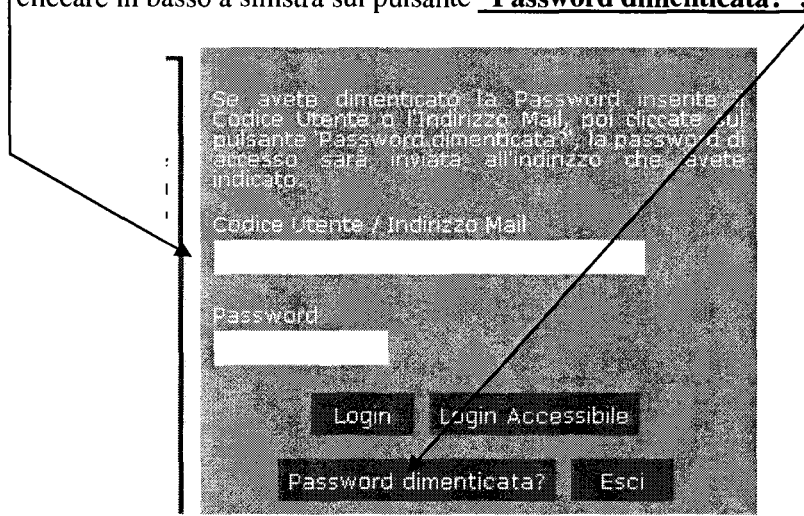 cliccare in basso a sinistra sul pulsante "Password dimenticata?".
Se avete dimenticato la Password inserite il
Codice Utente o l'Indirizzo Mail, poi cliccate sul
pulsante 'Password dimenticata?', la password di
accesso sarà inviata all'indirizzo che avete
indicato.
Codice Utente / Indirizzo Mail
Password
Login Login Accessibile
Password dimenticata? Esci